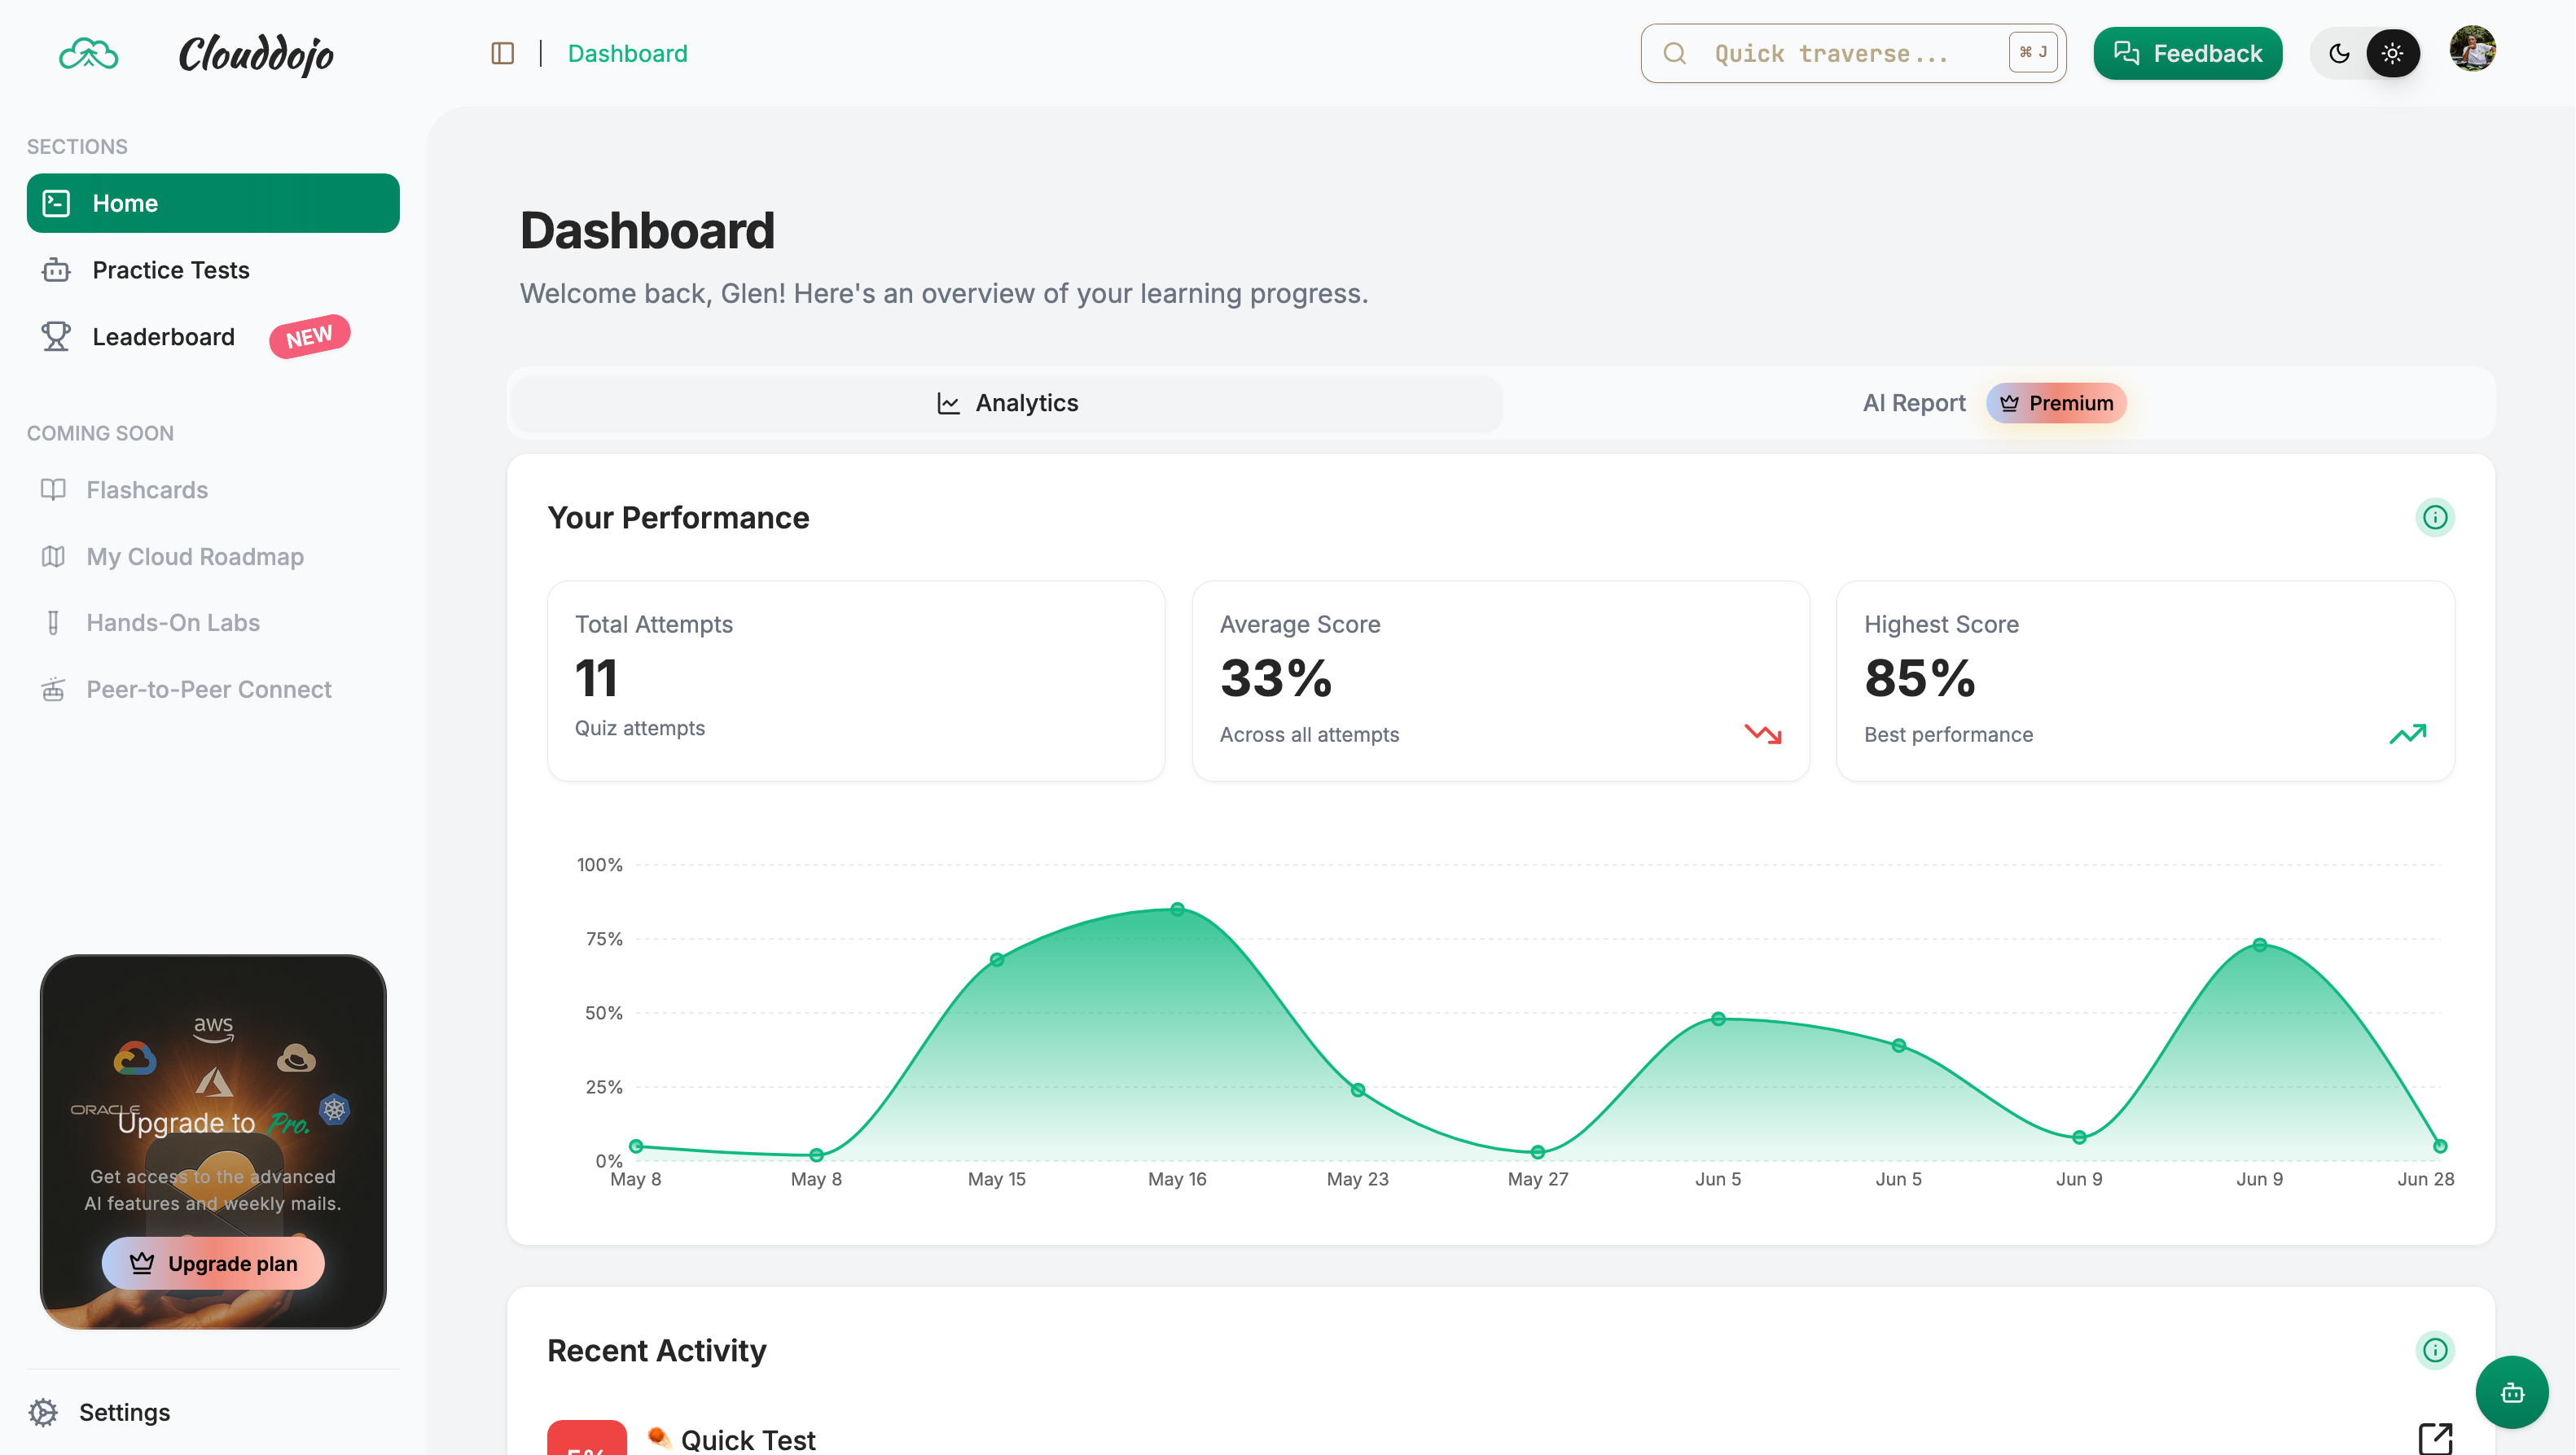 Clouddojo
Dashboard
Quick traverse...
⌘ J
Feedback
SECTIONS
Home
Practice Tests
Leaderboard
NEW
COMING SOON
Flashcards
My Cloud Roadmap
Hands-On Labs
Peer-to-Peer Connect
aws
ORACLE
Upgrade to Pro.
Get access to the advanced
AI features and weekly mails.
Upgrade plan
Settings
Dashboard
Welcome back, Glen! Here's an overview of your learning progress.
Analytics
AI Report
Premium
Your Performance
Total Attempts
11
Quiz attempts
Average Score
33%
Across all attempts
Highest Score
85%
Best performance
100%
75%
50%
25%
0%
May 8
May 8
May 15
May 16
May 23
May 27
Jun 5
Jun 5
Jun 9
Jun 9
Jun 28
Recent Activity
5%
Quick Test